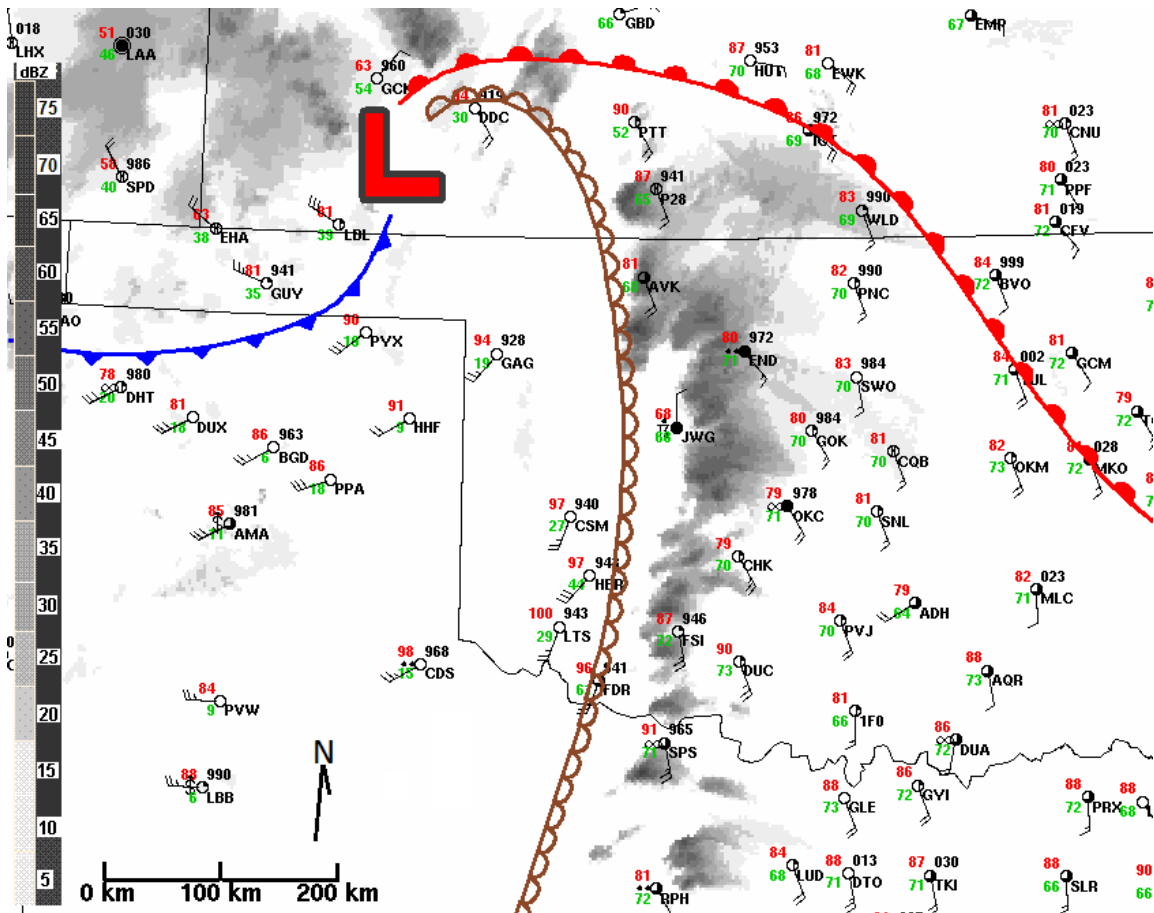 66 GBD
67 EMP
018
LHX
51 030
46 LAA
63 960
54
87 953
70 HUT
81
68 EWK
dBZ
30 DDC
90
52 PTT
972
69
81 023
70 CNU
75
58 986
40 SPD
87 941
65 P28
80 023
71 PPF
70
83 990
69 WLD
81 019
72 CFV
65
63
38 EHA
81
39 LDL
60
81 941
35 GUY
81
AVK
82 990
70 PNC
84 999
72 BVO
55
90
18 PYX
94 928
19 GAG
80 972
71 END
84 002
71
81
72 GCM
50
78 980
20 DHT
83 984
70 SWO
79
72
45
81
18 DUX
91
9 HHF
68
JWG
80 984
70 GOK
86 963
6 BGD
81
70 CQB
82
73 OKM
028
72 MKO
40
86
18 PPA
85 981
11 AMA
97 940
27 CSM
79 978
71 OKC
81
70 SNL
35
97
44 HBR
79
70 CHK
82 023
71 MLC
30
100 943
29 LTS
87 946
72 FSI
84
70 PVJ
79
64 ADH
25
98 968
15 CDS
96
FDR
90
73 DUC
88
73 AQR
20
84
9 PVW
81
66 1F0
91 965
71 SPS
86
72 DUA
15
N
88 990
6 LBB
88
73 GLE
86
72 GYI
88
72 PRX
88
68
10
5
0 km 100 km 200 km
81
72 RPH
84
68 LUD
88 013
71 DTO
87 030
71 TKI
88
66 SLR
90
66
L